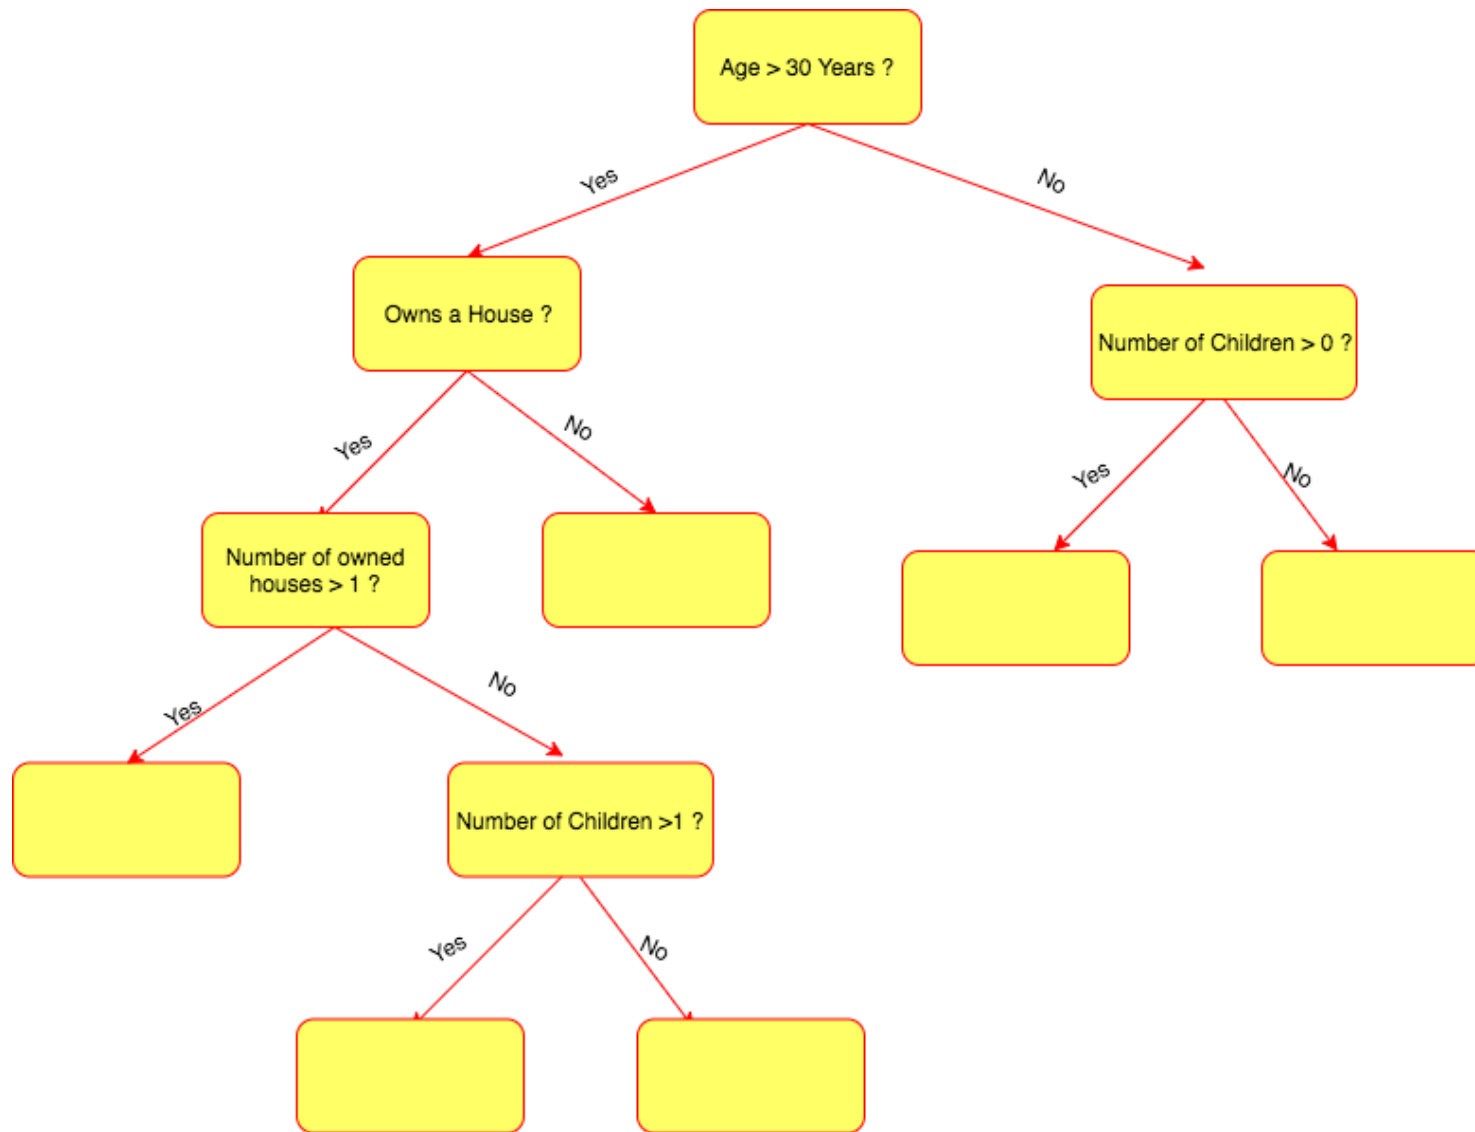 Age > 30 Years ?
Yes
No
Owns a House ?
Number of Children > 0 ?
Yes
No
Yes
No
Number of owned
houses > 1 ?
Yes
No
Number of Children >1 ?
Yes
No